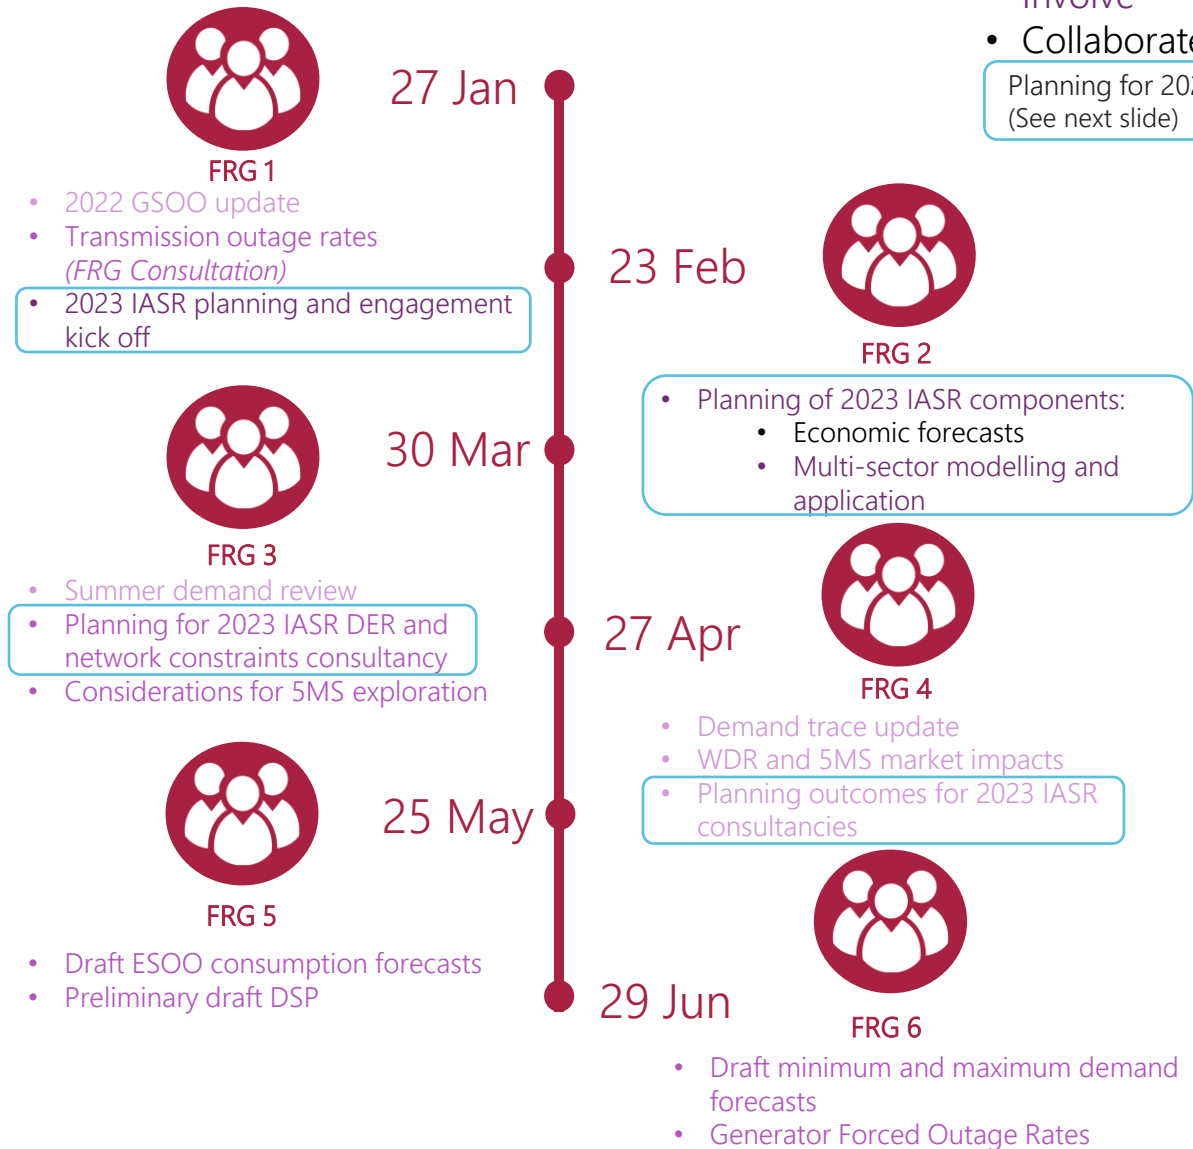 Involve
• Collaborate
Planning for 202
(See next slide)
27 Jan
FRG 1
• 2022 GSOO update
• Transmission outage rates
(FRG Consultation)
• 2023 IASR planning and engagement
kick off
23 Feb
FRG 2
• Planning of 2023 IASR components:
• Economic forecasts
• Multi-sector modelling and
application
30 Mar
FRG 3
• Summer demand review
• Planning for 2023 IASR DER and
network constraints consultancy
• Considerations for 5MS exploration
27 Apr
FRG 4
• Demand trace update
• WDR and 5MS market impacts
• Planning outcomes for 2023 IASR
consultancies
25 May
FRG 5
• Draft ESOO consumption forecasts
• Preliminary draft DSP
29 Jun
FRG 6
• Draft minimum and maximum demand
forecasts
• Generator Forced Outage Rates